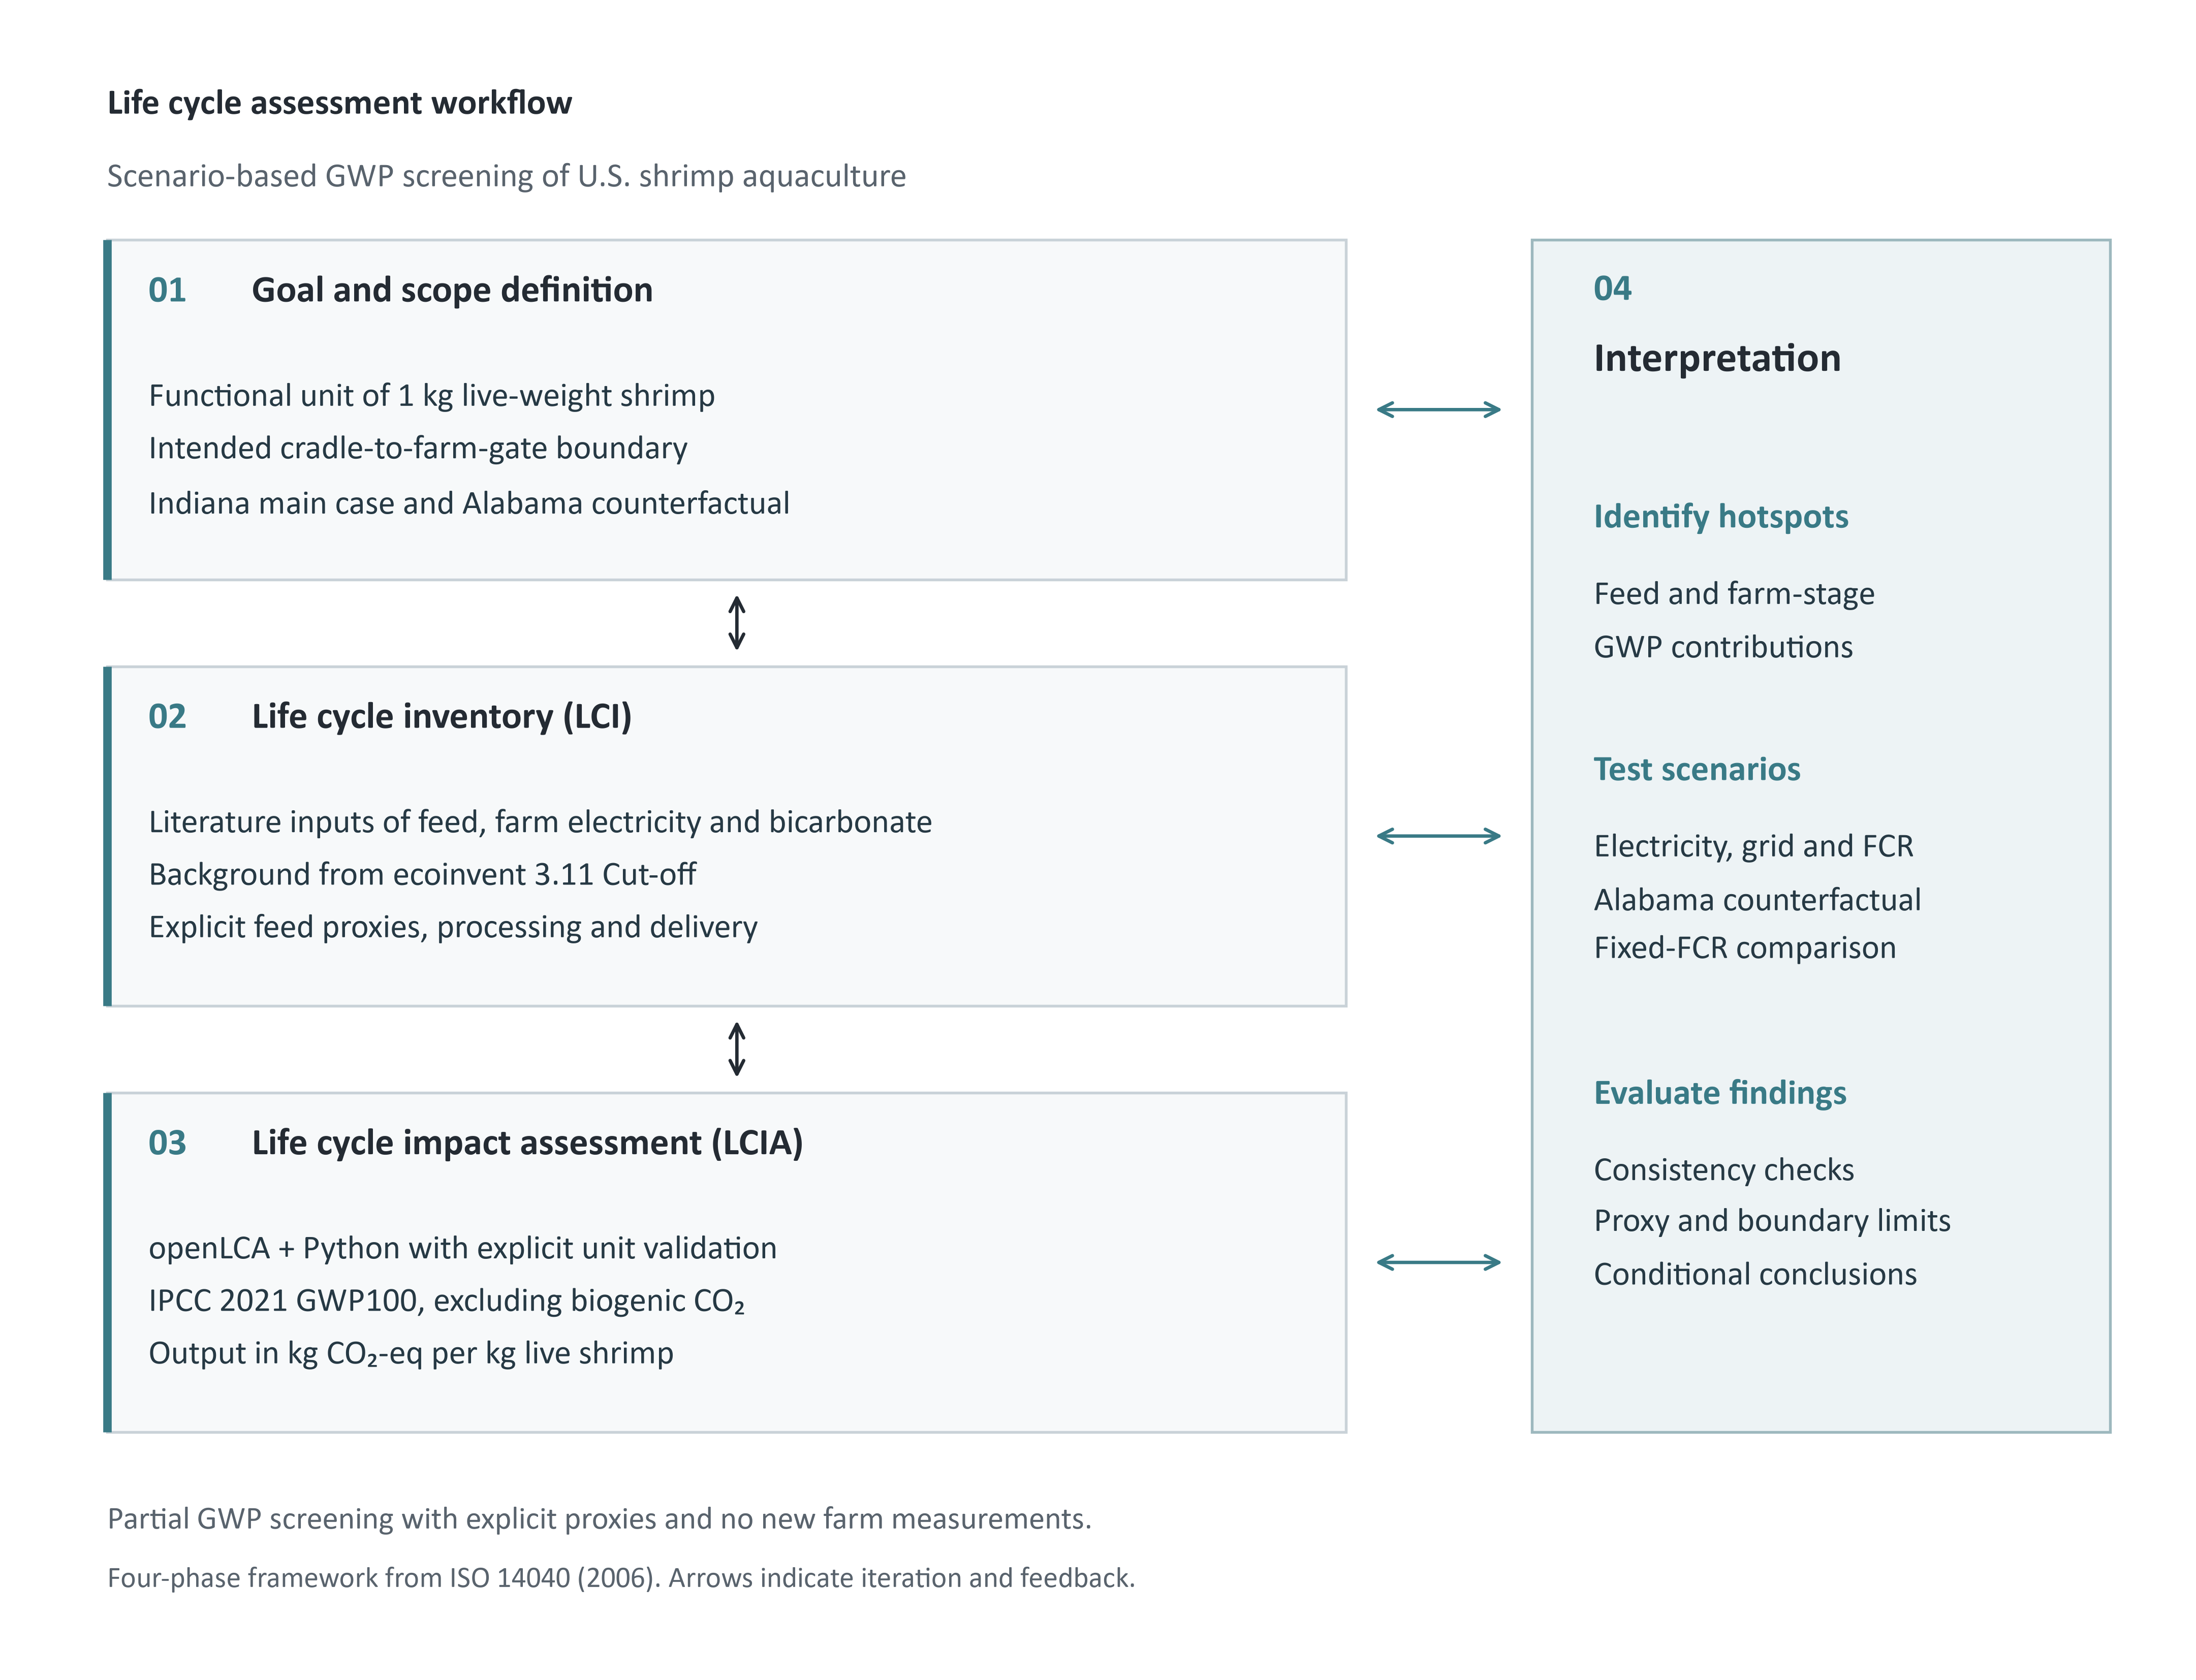 Life cycle assessment workflow
Scenario-based GWP screening of U.S. shrimp aquaculture
01 Goal and scope definition
Functional unit of 1 kg live-weight shrimp
Intended cradle-to-farm-gate boundary
Indiana main case and Alabama counterfactual
02 Life cycle inventory (LCI)
Literature inputs of feed, farm electricity and bicarbonate
Background from ecoinvent 3.11 Cut-off
Explicit feed proxies, processing and delivery
03 Life cycle impact assessment (LCIA)
openLCA + Python with explicit unit validation
IPCC 2021 GWP100, excluding biogenic CO₂
Output in kg CO₂-eq per kg live shrimp
04
Interpretation
Identify hotspots
Feed and farm-stage
GWP contributions
Test scenarios
Electricity, grid and FCR
Alabama counterfactual
Fixed-FCR comparison
Evaluate findings
Consistency checks
Proxy and boundary limits
Conditional conclusions
Partial GWP screening with explicit proxies and no new farm measurements.
Four-phase framework from ISO 14040 (2006). Arrows indicate iteration and feedback.